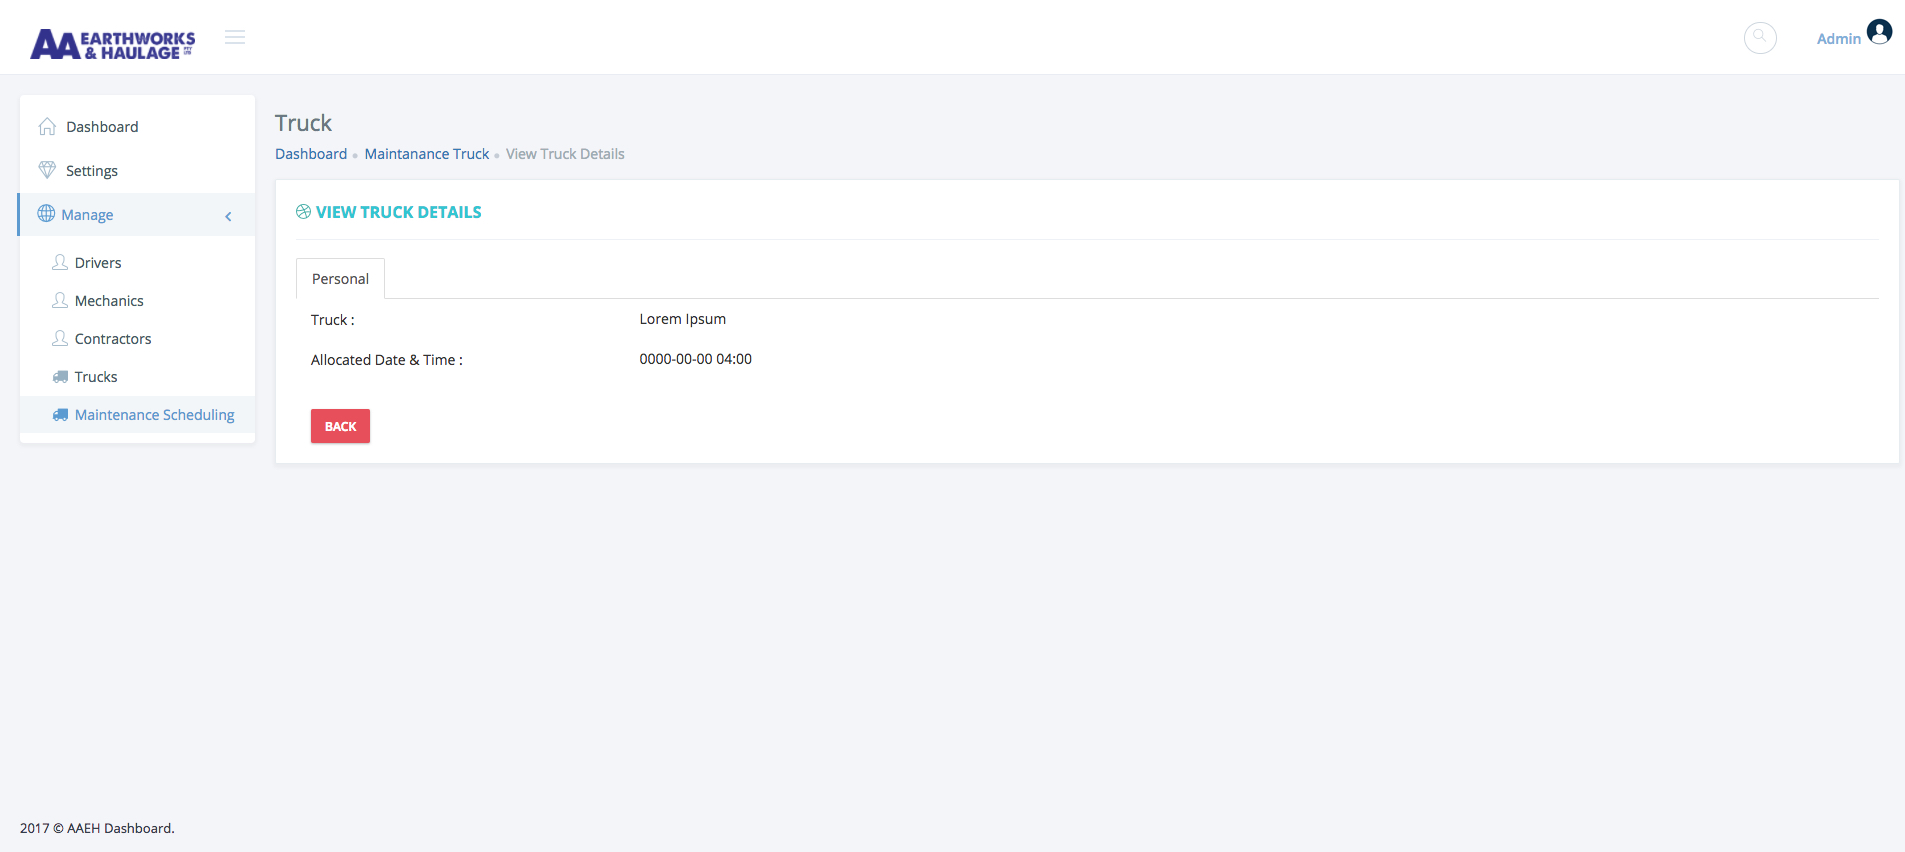 AA EARTHWORKS
& HAULAGE PTY LTD
Admin
Dashboard
Settings
Manage
Drivers
Mechanics
Contractors
Trucks
Maintenance Scheduling
Truck
Dashboard Maintanance Truck View Truck Details
VIEW TRUCK DETAILS
Personal
Truck : Lorem Ipsum
Allocated Date & Time : 0000-00-00 04:00
BACK
2017 © AAEH Dashboard.